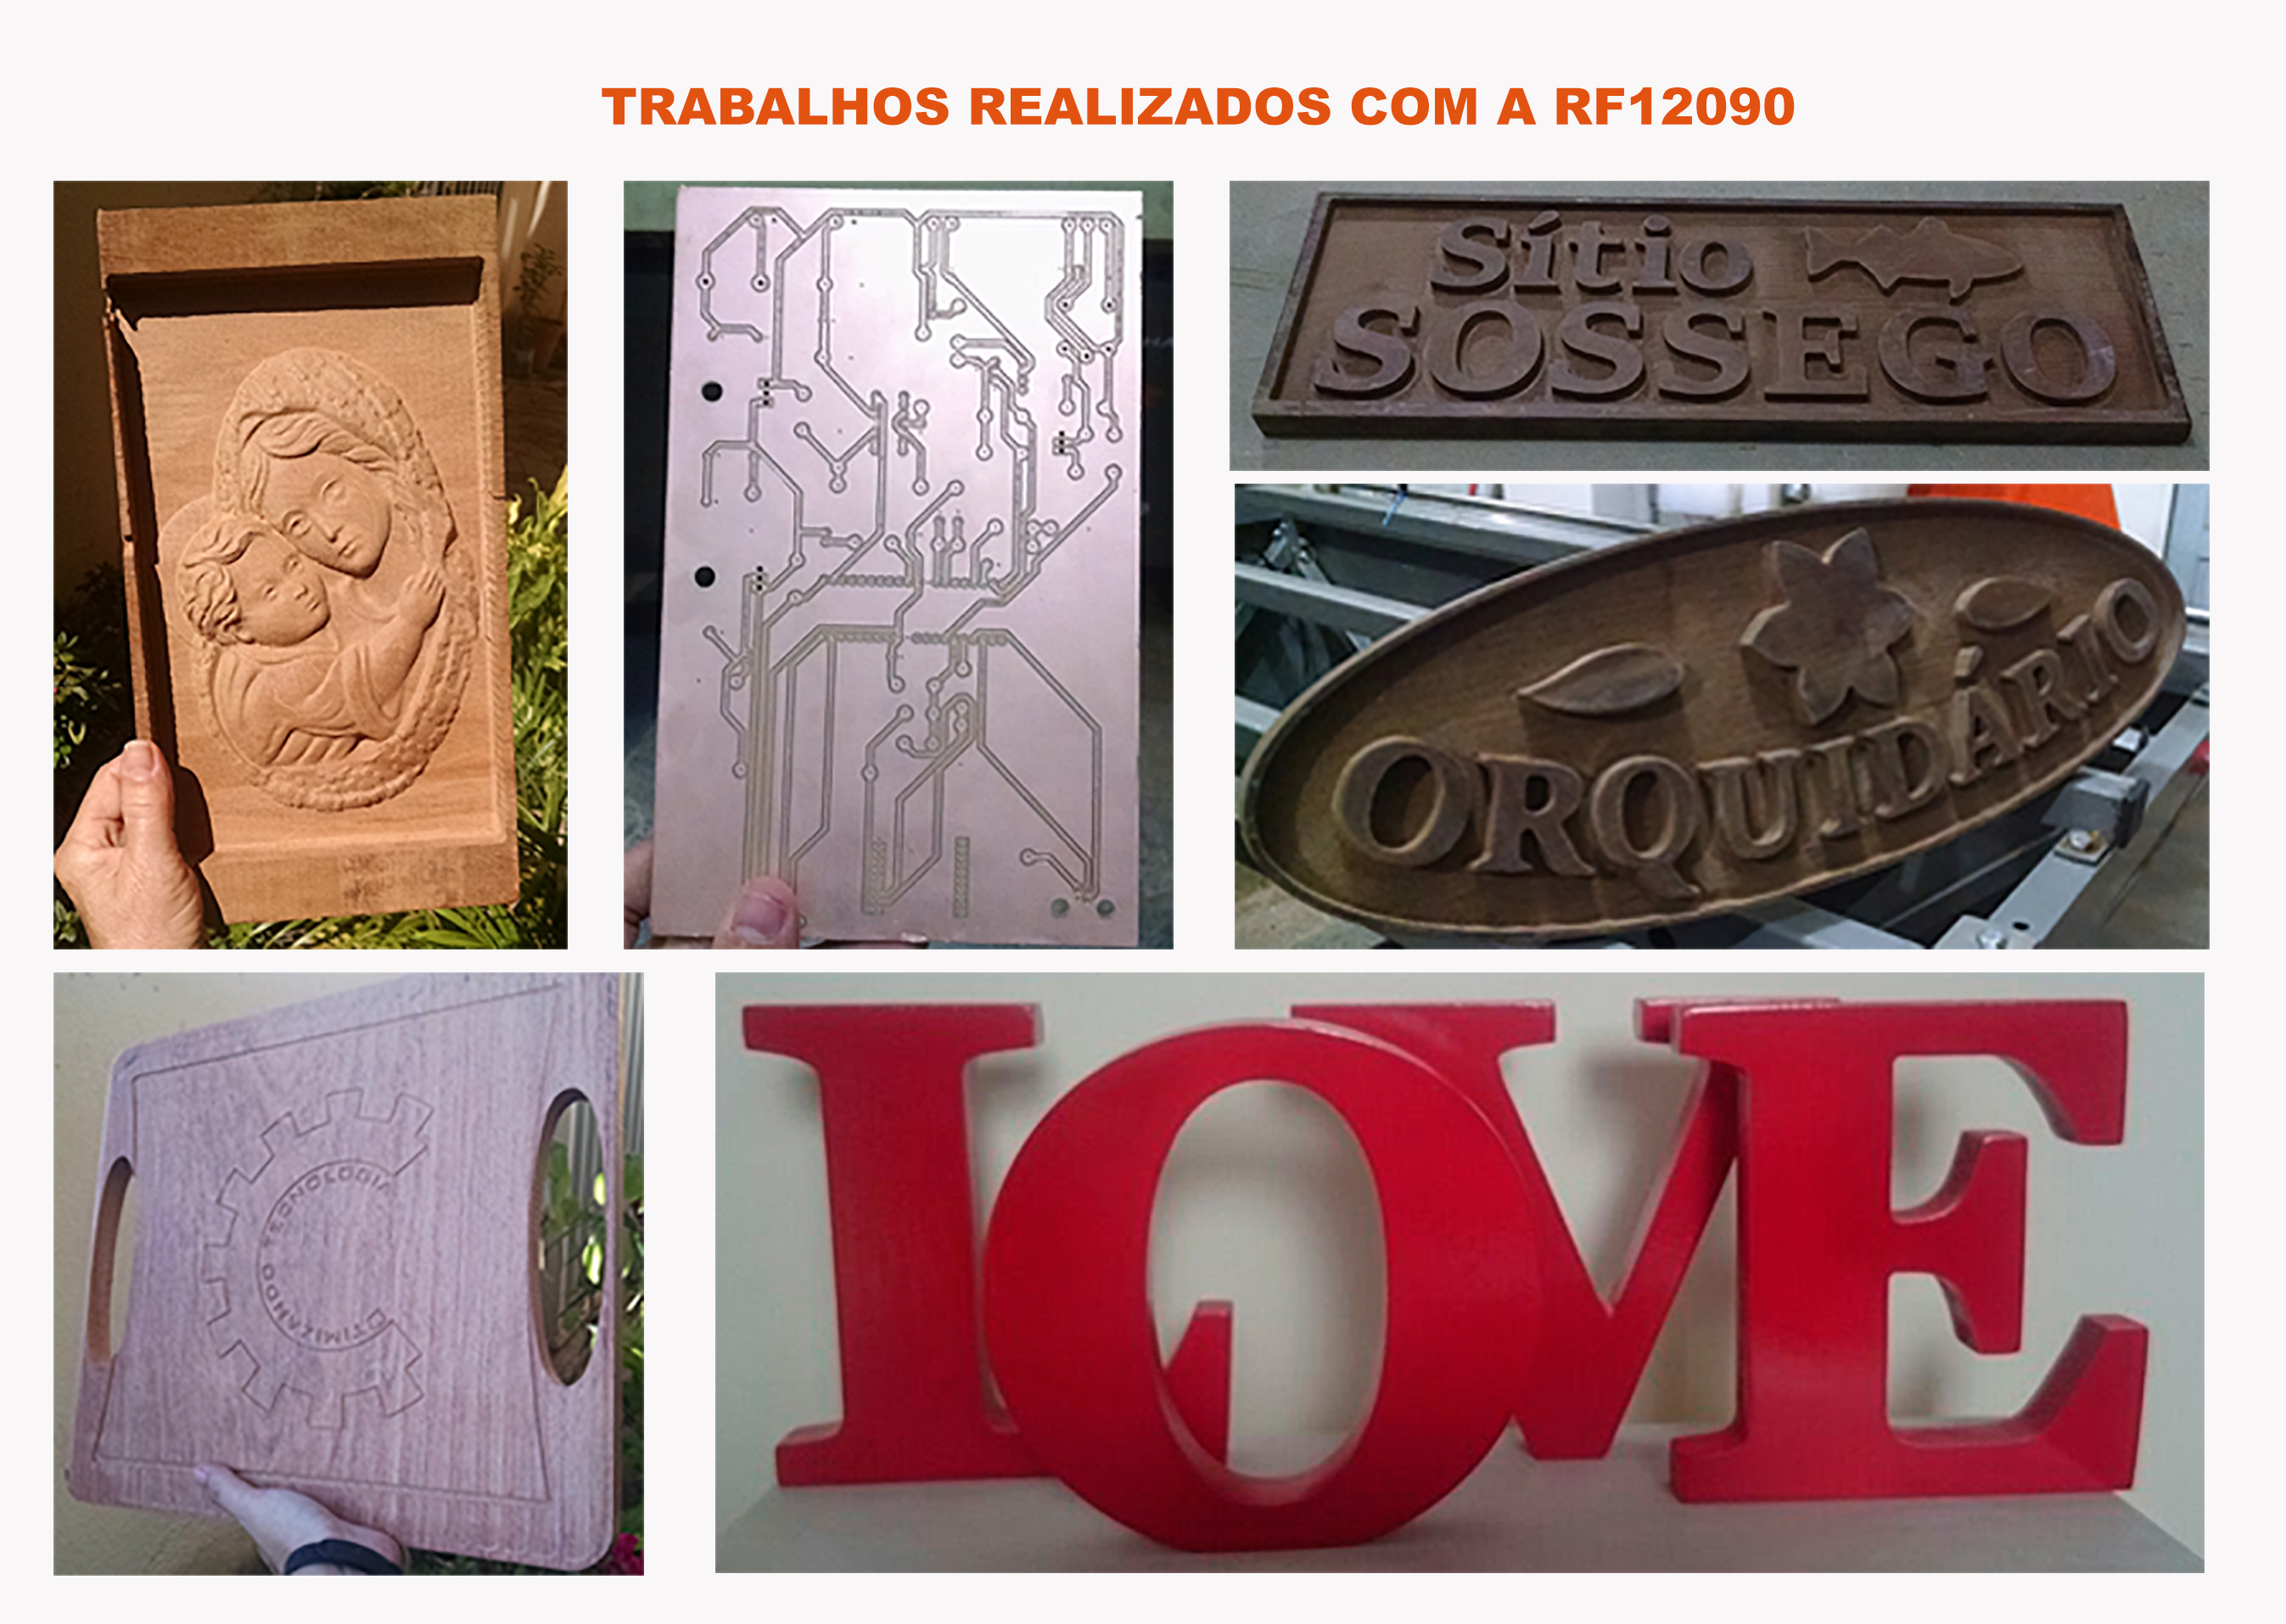 TRABALHOS REALIZADOS COM A RF12090
Sítio
SOSSEGO
ORQUIDÁRIO
OTIMIZANDO TECNOLOGIA
LOVE